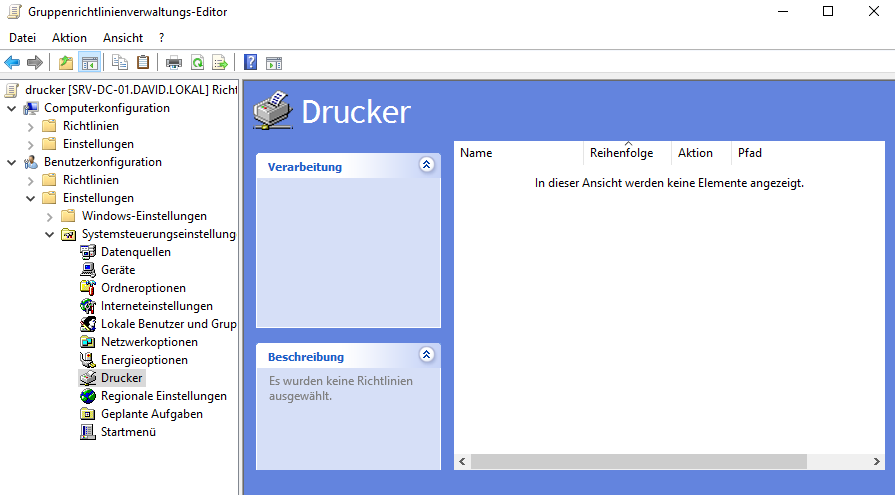 Gruppenrichtlinienverwaltungs-Editor
Datei Aktion Ansicht ?
drucker [SRV-DC-01.DAVID.LOKAL] Richt
Computerkonfiguration
Richtlinien
Einstellungen
Benutzerkonfiguration
Richtlinien
Einstellungen
Windows-Einstellungen
Systemsteuerungseinstellung
Datenquellen
Geräte
Ordneroptionen
Interneteinstellungen
Lokale Benutzer und Grup
Netzwerkoptionen
Energieoptionen
Drucker
Regionale Einstellungen
Geplante Aufgaben
Startmenü
Drucker
Verarbeitung
Beschreibung
Es wurden keine Richtlinien
ausgewählt.
Name Reihenfolge Aktion Pfad
In dieser Ansicht werden keine Elemente angezeigt.